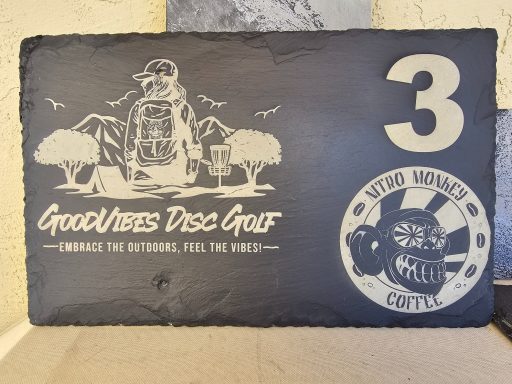 GOODVIBES DISC GOLF
—EMBRACE THE OUTDOORS, FEEL THE VIBES!—
3
NITRO MONKEY
COFFEE